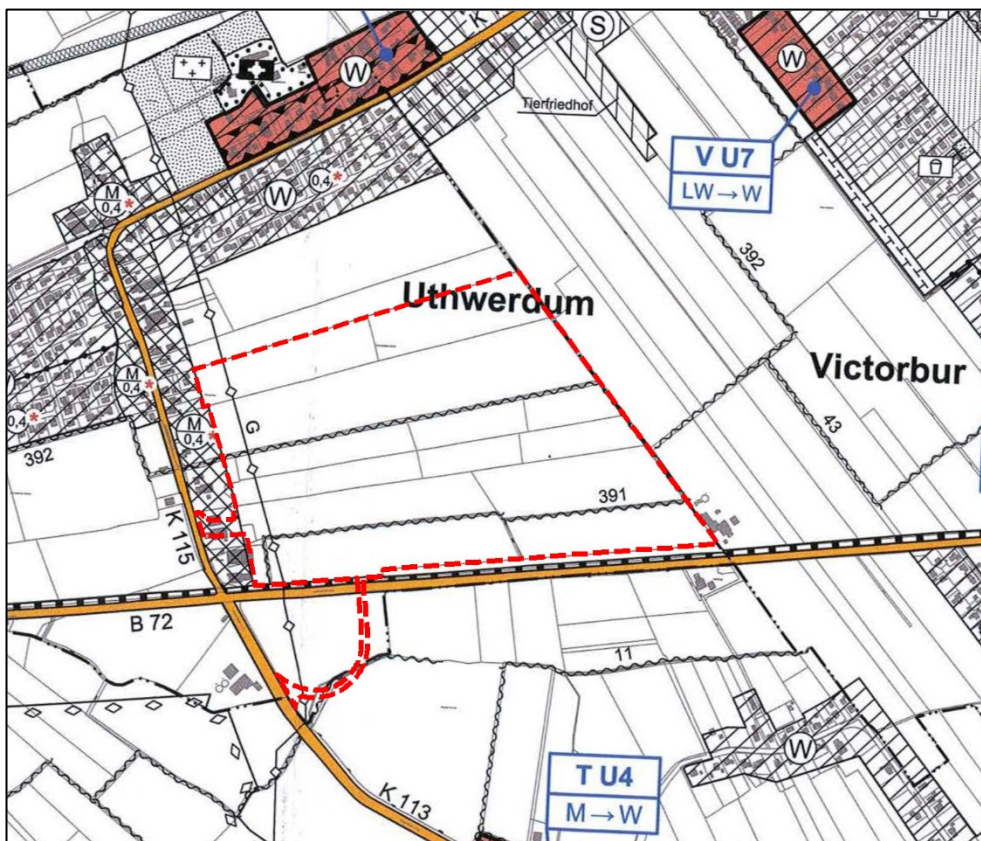 K 1
S
W
W
Tierfriedhof
V U7
LW → W
M
0,4 *
W
0,4 *
392
Uthwerdum
Victorbur
M
0,4 *
0,4 *
M
0,4 *
G
43
392
391
K 115
B 72
11
W
T U4
M → W
K 113